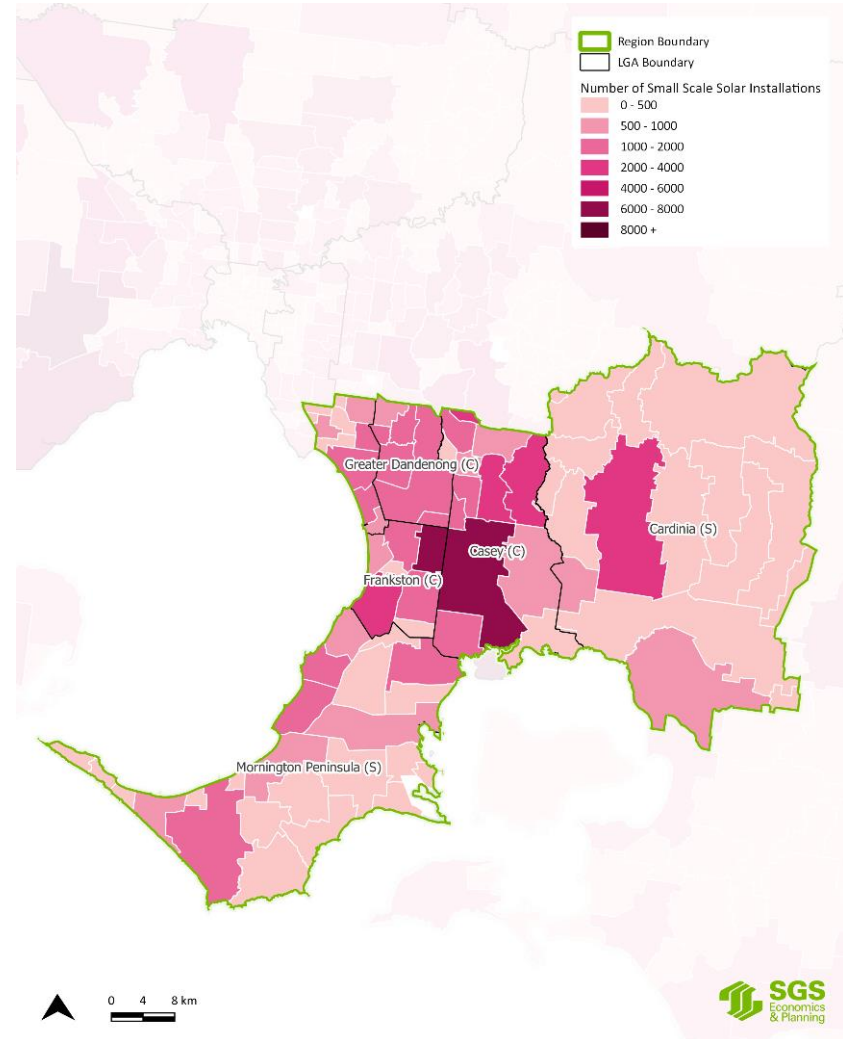 Region Boundary
LGA Boundary
Number of Small Scale Solar Installations
0 - 500
500 - 1000
1000 - 2000
2000 - 4000
4000 - 6000
6000 - 8000
8000 +
Greater Dandenong (C)
Cardinia (S)
Casey (C)
Frankston (C)
Mornington Peninsula (S)
0 4 8 km
SGS
Economics
& Planning